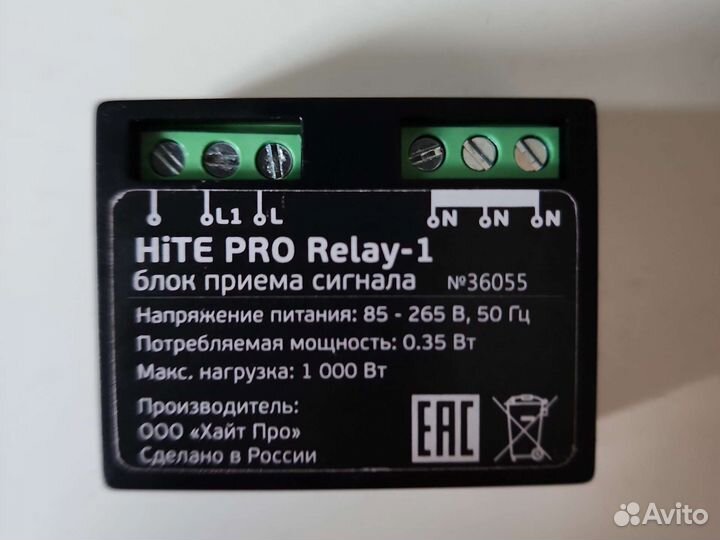 L1 L N N N
HiTE PRO Relay-1
блок приема сигнала №36055
Напряжение питания: 85 - 265 В, 50 Гц
Потребляемая мощность: 0.35 Вт
Макс. нагрузка: 1 000 Вт
Производитель:
ООО «Хайт Про»
Сделано в России
EAC
Avito